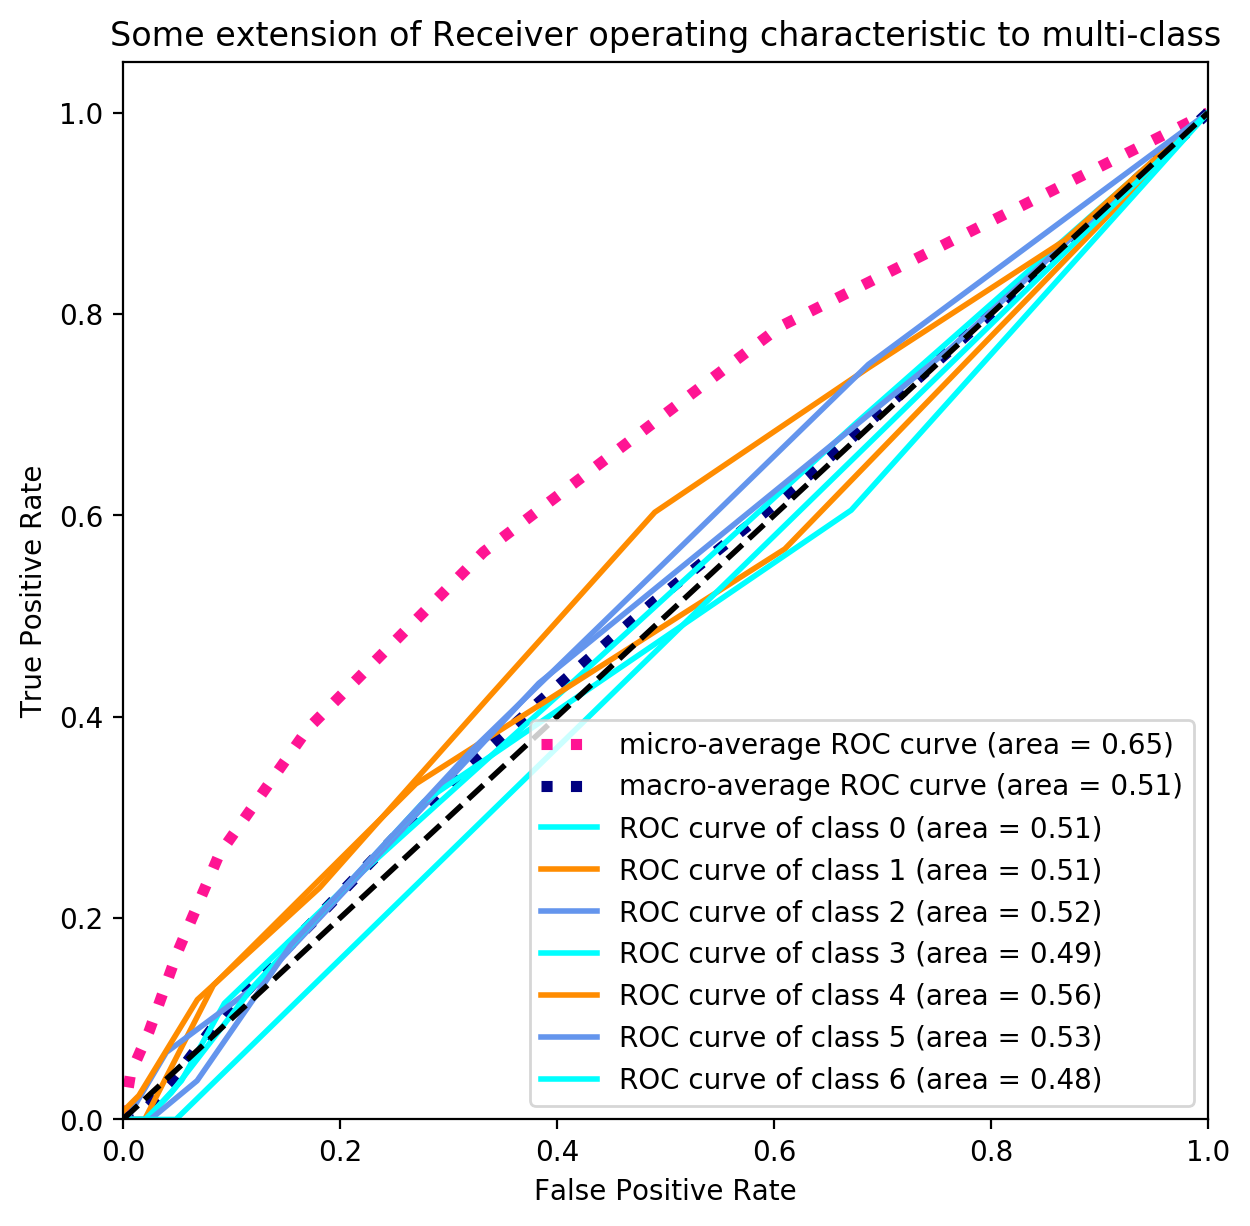 Some extension of Receiver operating characteristic to multi-class
1.0
0.8
0.6
0.4
0.2
0.0
True Positive Rate
micro-average ROC curve (area = 0.65)
macro-average ROC curve (area = 0.51)
ROC curve of class 0 (area = 0.51)
ROC curve of class 1 (area = 0.51)
ROC curve of class 2 (area = 0.52)
ROC curve of class 3 (area = 0.49)
ROC curve of class 4 (area = 0.56)
ROC curve of class 5 (area = 0.53)
ROC curve of class 6 (area = 0.48)
0.0 0.2 0.4 0.6 0.8 1.0
False Positive Rate